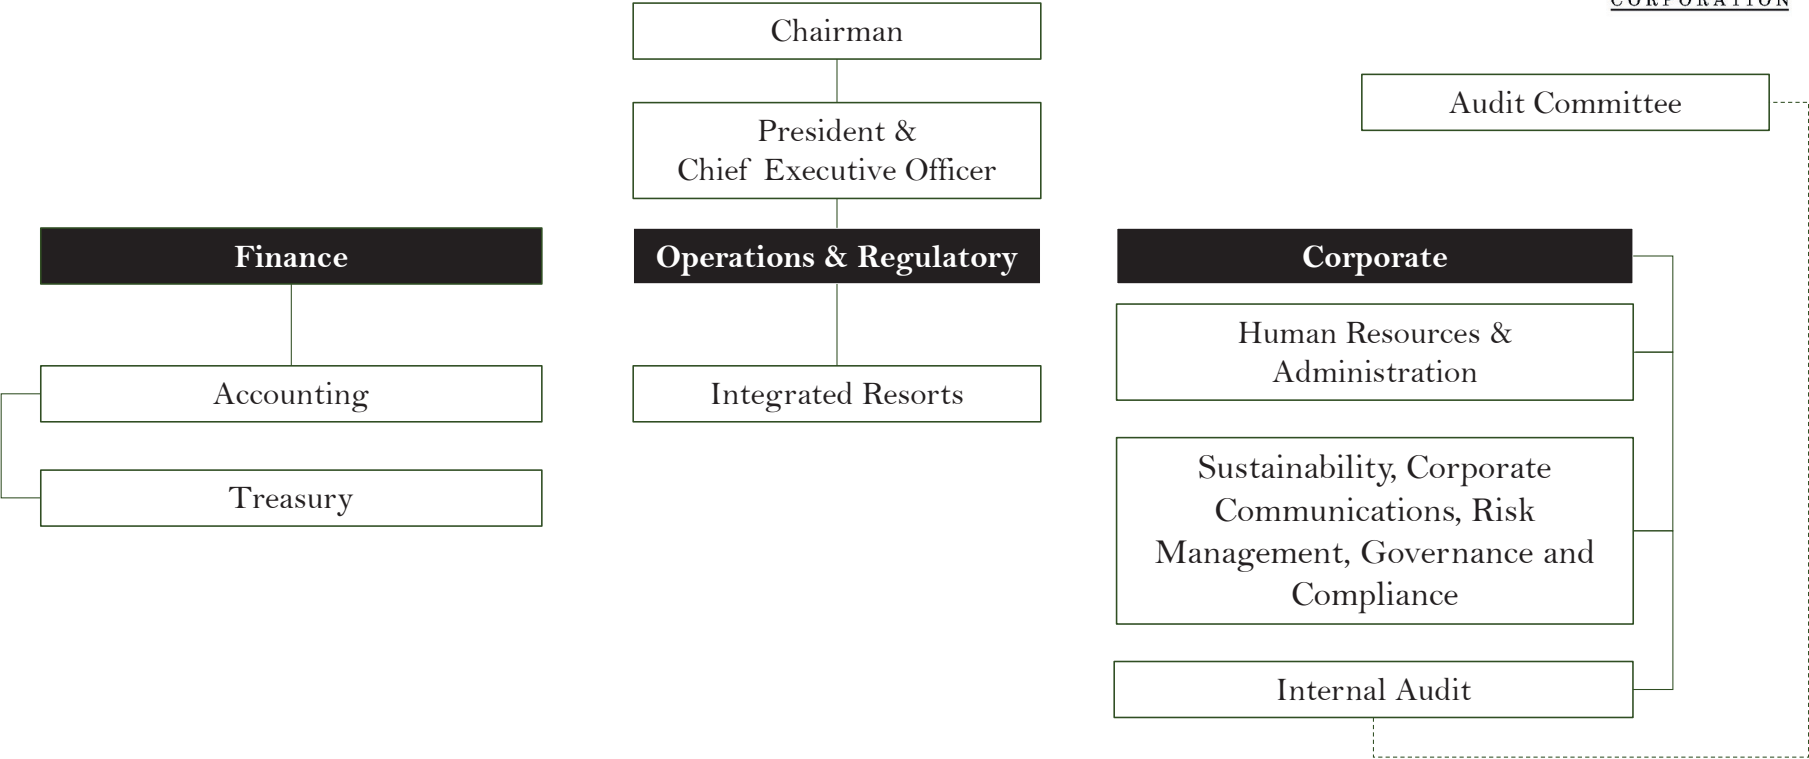 CORPORATION
Chairman
Audit Committee
President &
Chief Executive Officer
Finance
Operations & Regulatory
Corporate
Human Resources &
Administration
Accounting
Integrated Resorts
Sustainability, Corporate
Communications, Risk
Management, Governance and
Compliance
Treasury
Internal Audit